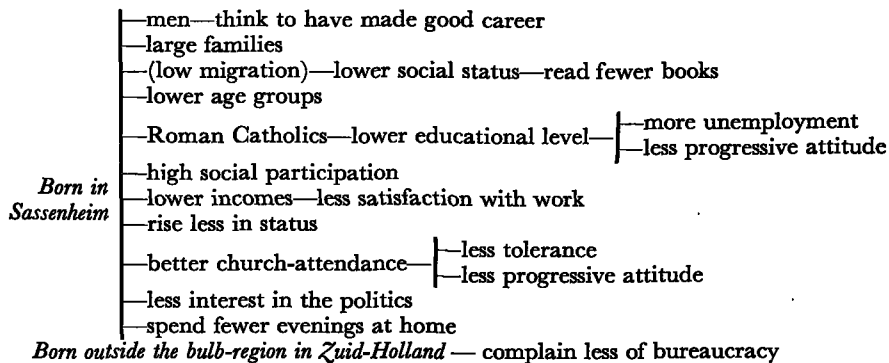 —men—think to have made good career
—large families
—(low migration)—lower social status—read fewer books
—lower age groups
—more unemployment
—Roman Catholics—lower educational level—
—less progressive attitude
—high social participation
Born in
—lower incomes—less satisfaction with work
Sassenheim
—rise less in status
—less tolerance
—better church-attendance—
—less progressive attitude
—less interest in the politics
—spend fewer evenings at home
Born outside the bulb-region in Zuid-Holland — complain less of bureaucracy